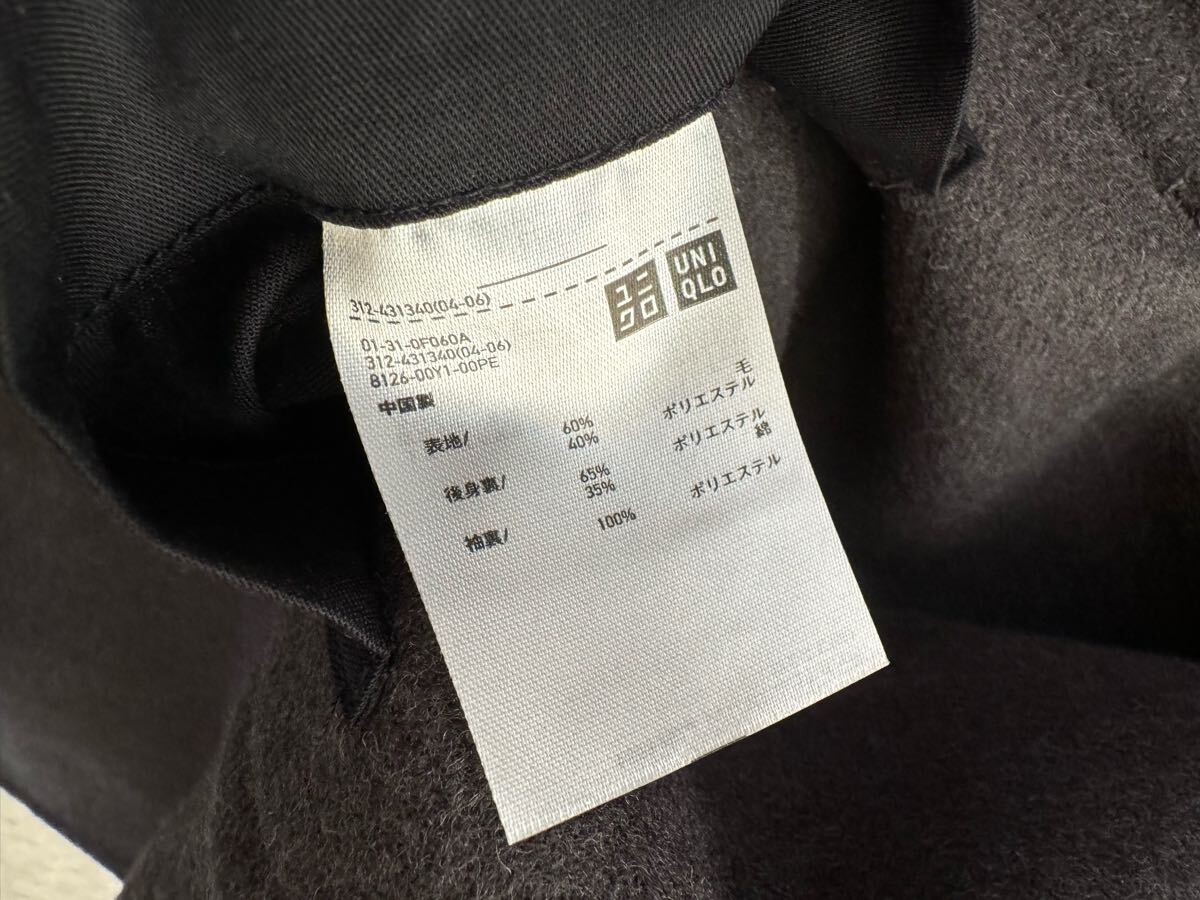 312-431340(04-06)
ユニ
クロ
UNI
QLO
01-31-0F060A
312-431340(04-06)
8126-00Y1-00PE
中国製
表地/ 60% 毛
40% ポリエステル
後身裏/ 65% ポリエステル
35% 綿
袖裏/ 100% ポリエステル